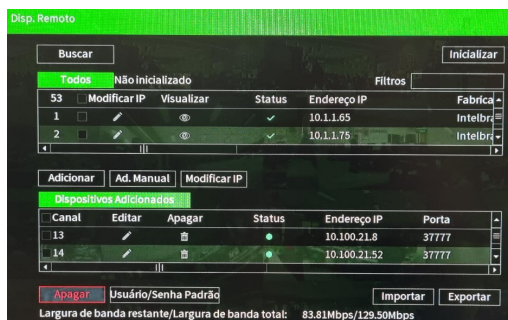 Disp. Remoto
Buscar Inicializar
Todos Não inicializado Filtros
53 Modificar IP Visualizar Status Endereço IP Fabrica
1 10.1.1.65 Intelbra
2 10.1.1.75 Intelbra
Adicionar Ad. Manual Modificar IP
Dispositivos Adicionados
Canal Editar Apagar Status Endereço IP Porta
13 10.100.21.8 37777
14 10.100.21.52 37777
Apagar Usuário/Senha Padrão Importar Exportar
Largura de banda restante/Largura de banda total: 83.81Mbps/129.50Mbps